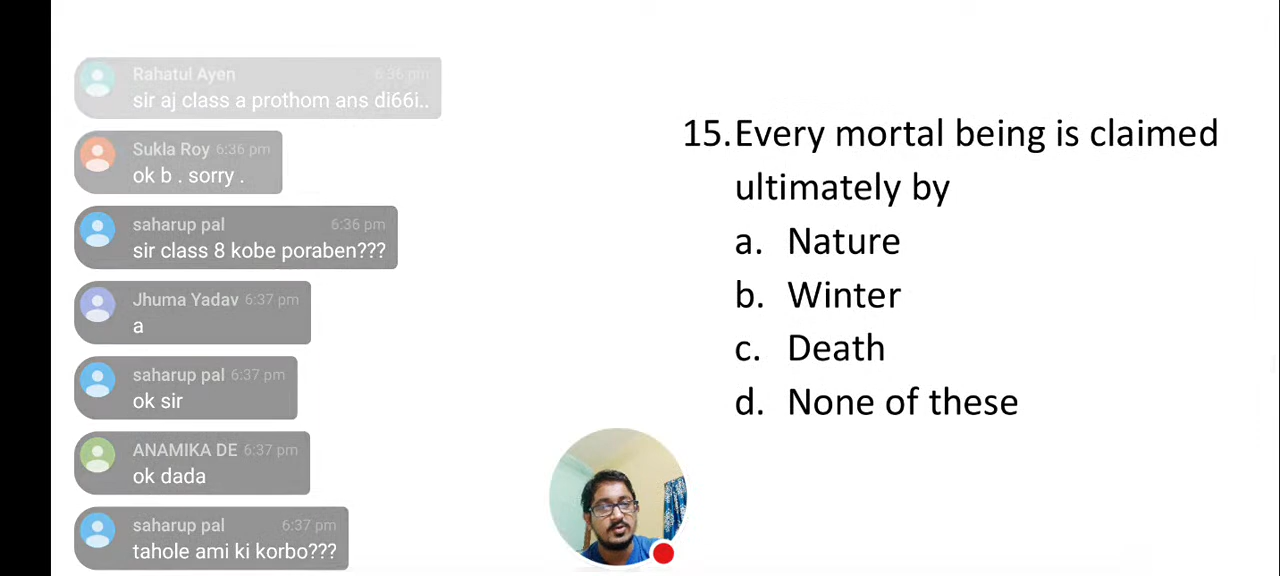 Rahatul Ayen 6:36 pm
sir aj class a prothom ans di66i..
Sukla Roy 6:36 pm
ok b . sorry .
saharup pal 6:36 pm
sir class 8 kobe poraben???
Jhuma Yadav 6:37 pm
a
saharup pal 6:37 pm
ok sir
ANAMIKA DE 6:37 pm
ok dada
saharup pal 6:37 pm
tahole ami ki korbo???
15.Every mortal being is claimed
ultimately by
a. Nature
b. Winter
c. Death
d. None of these